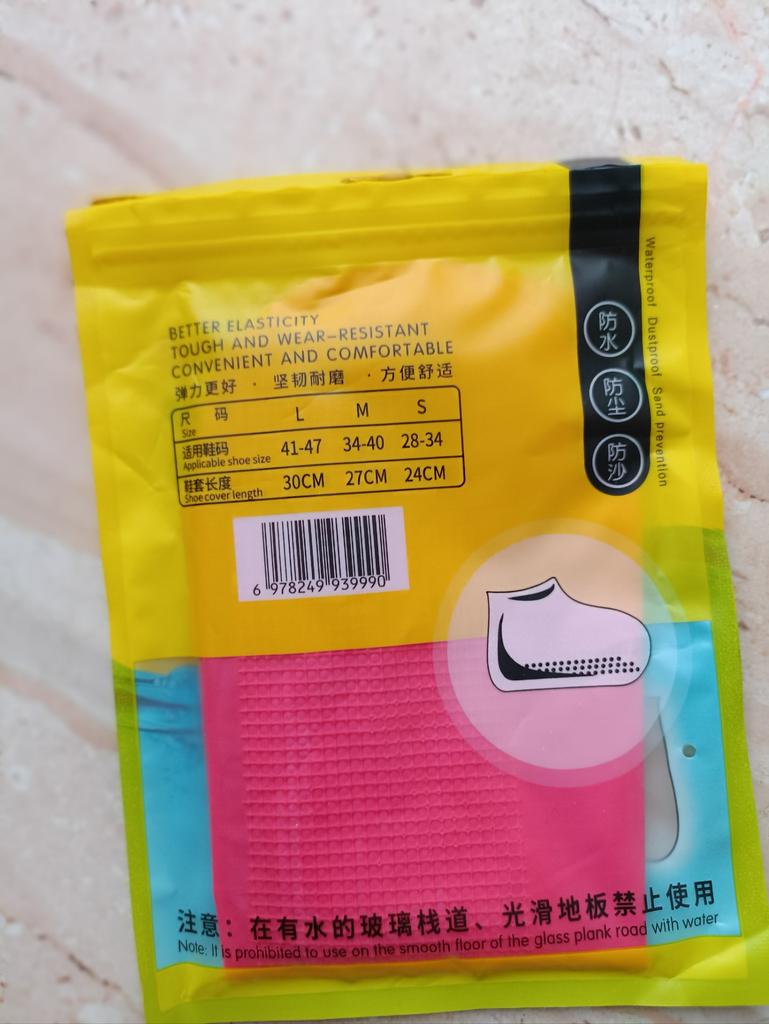 BETTER ELASTICITY
TOUGH AND WEAR-RESISTANT
CONVENIENT AND COMFORTABLE
弹力更好 · 坚韧耐磨 · 方便舒适
尺 码 L M S
Size
适用鞋码 41-47 34-40 28-34
Applicable shoe size
鞋套长度 30CM 27CM 24CM
Shoe cover length
6 978249 939990
防水
防尘
防沙
Waterproof Dustproof Sand prevention
注意：在有水的玻璃栈道、光滑地板禁止使用
Note: It is prohibited to use on the smooth floor of the glass plank road with water